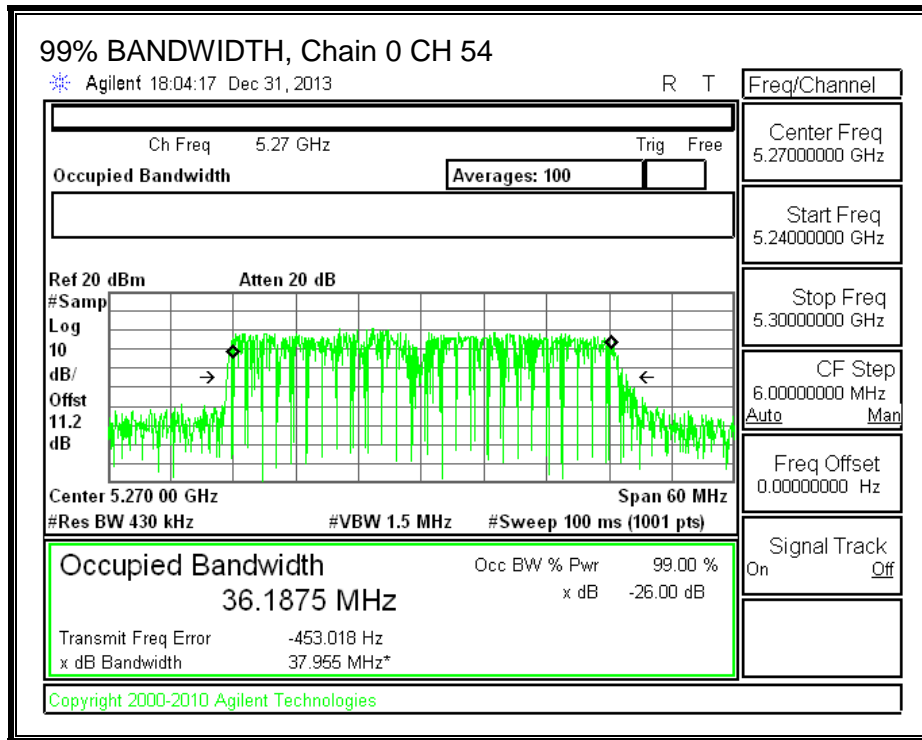 99% BANDWIDTH, Chain 0 CH 54
Agilent 18:04:17 Dec 31, 2013 R T
Freq/Channel
Ch Freq 5.27 GHz Trig Free
Occupied Bandwidth Averages: 100
Center Freq
5.27000000 GHz
Start Freq
5.24000000 GHz
Stop Freq
5.30000000 GHz
CF Step
6.00000000 MHz
Auto Man
Freq Offset
0.00000000 Hz
Signal Track
On Off
Ref 20 dBm Atten 20 dB
#Samp
Log
10
dB/
Offst
11.2
dB
Center 5.270 00 GHz Span 60 MHz
#Res BW 430 kHz #VBW 1.5 MHz #Sweep 100 ms (1001 pts)
Occupied Bandwidth Occ BW % Pwr 99.00 %
36.1875 MHz x dB -26.00 dB
Transmit Freq Error -453.018 Hz
x dB Bandwidth 37.955 MHz*
Copyright 2000-2010 Agilent Technologies